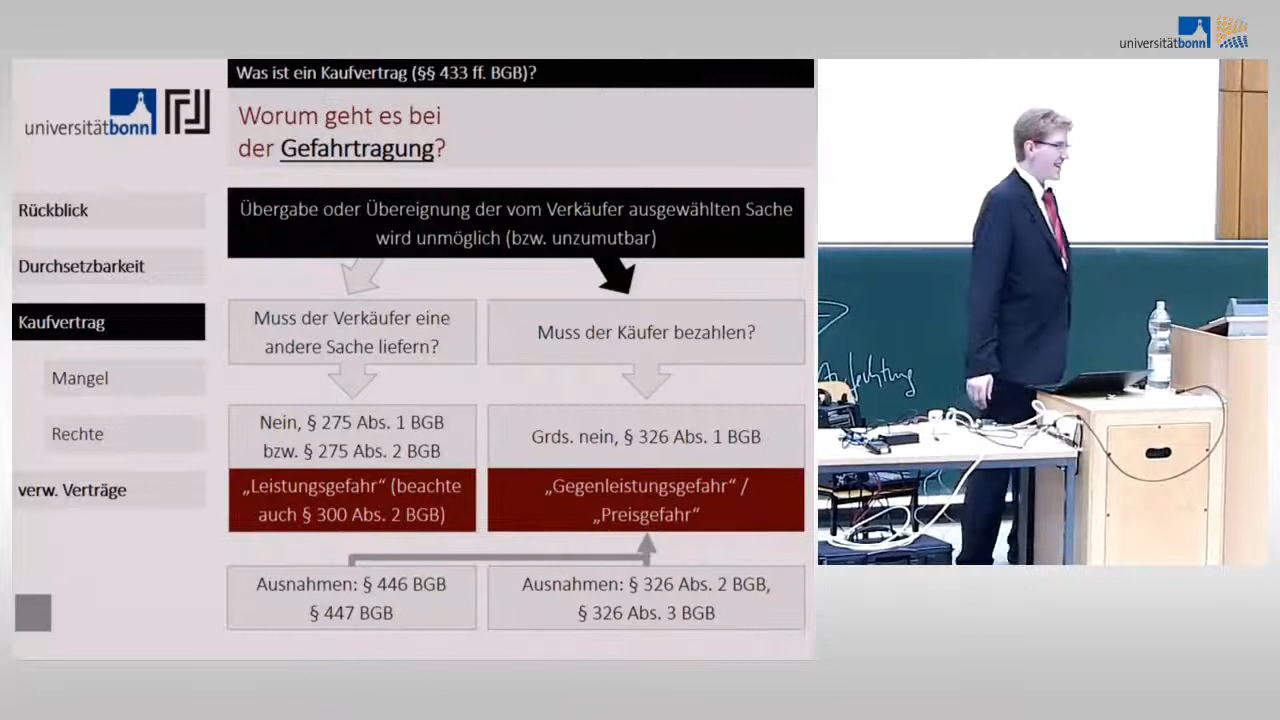 universitätbonn
Was ist ein Kaufvertrag (§§ 433 ff. BGB)?
universitätbonn
Worum geht es bei
der Gefahrtragung?
Rückblick
Durchsetzbarkeit
Kaufvertrag
Mangel
Rechte
verw. Verträge
Übergabe oder Übereignung der vom Verkäufer ausgewählten Sache
wird unmöglich (bzw. unzumutbar)
Muss der Verkäufer eine
andere Sache liefern?
Muss der Käufer bezahlen?
Nein, § 275 Abs. 1 BGB
bzw. § 275 Abs. 2 BGB
Grds. nein, § 326 Abs. 1 BGB
„Leistungsgefahr“ (beachte
auch § 300 Abs. 2 BGB)
„Gegenleistungsgefahr“ /
„Preisgefahr“
Ausnahmen: § 446 BGB
§ 447 BGB
Ausnahmen: § 326 Abs. 2 BGB,
§ 326 Abs. 3 BGB